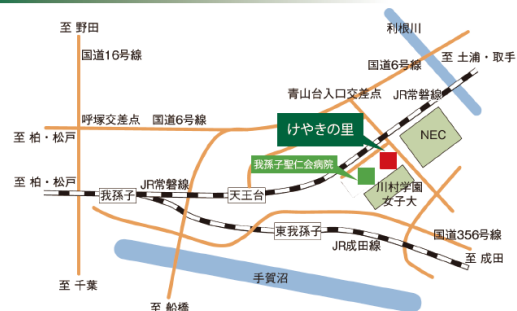 至 野田
利根川
国道16号線
国道6号線
至 土浦・取手
青山台入口交差点
JR常磐線
呼塚交差点
国道6号線
けやきの里
NEC
至 柏・松戸
我孫子聖仁会病院
至 柏・松戸
JR常磐線
我孫子
天王台
川村学園
女子大
東我孫子
国道356号線
JR成田線
至 成田
手賀沼
至 千葉
至 船橋